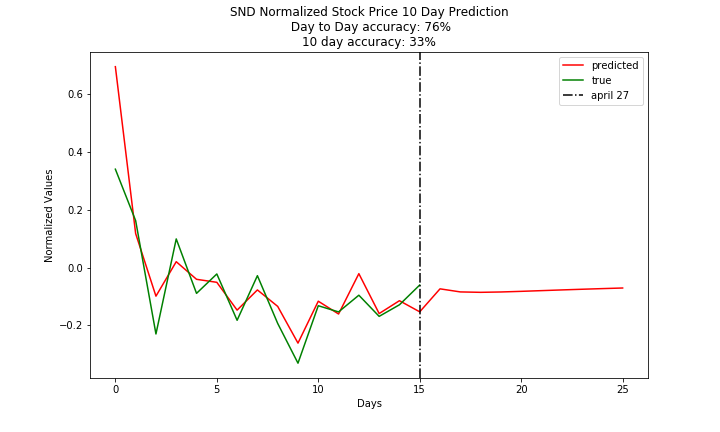 SND Normalized Stock Price 10 Day Prediction
Day to Day accuracy: 76%
10 day accuracy: 33%
predicted
true
april 27
Normalized Values
0.6
0.4
0.2
0.0
−0.2
0 5 10 15 20 25
Days